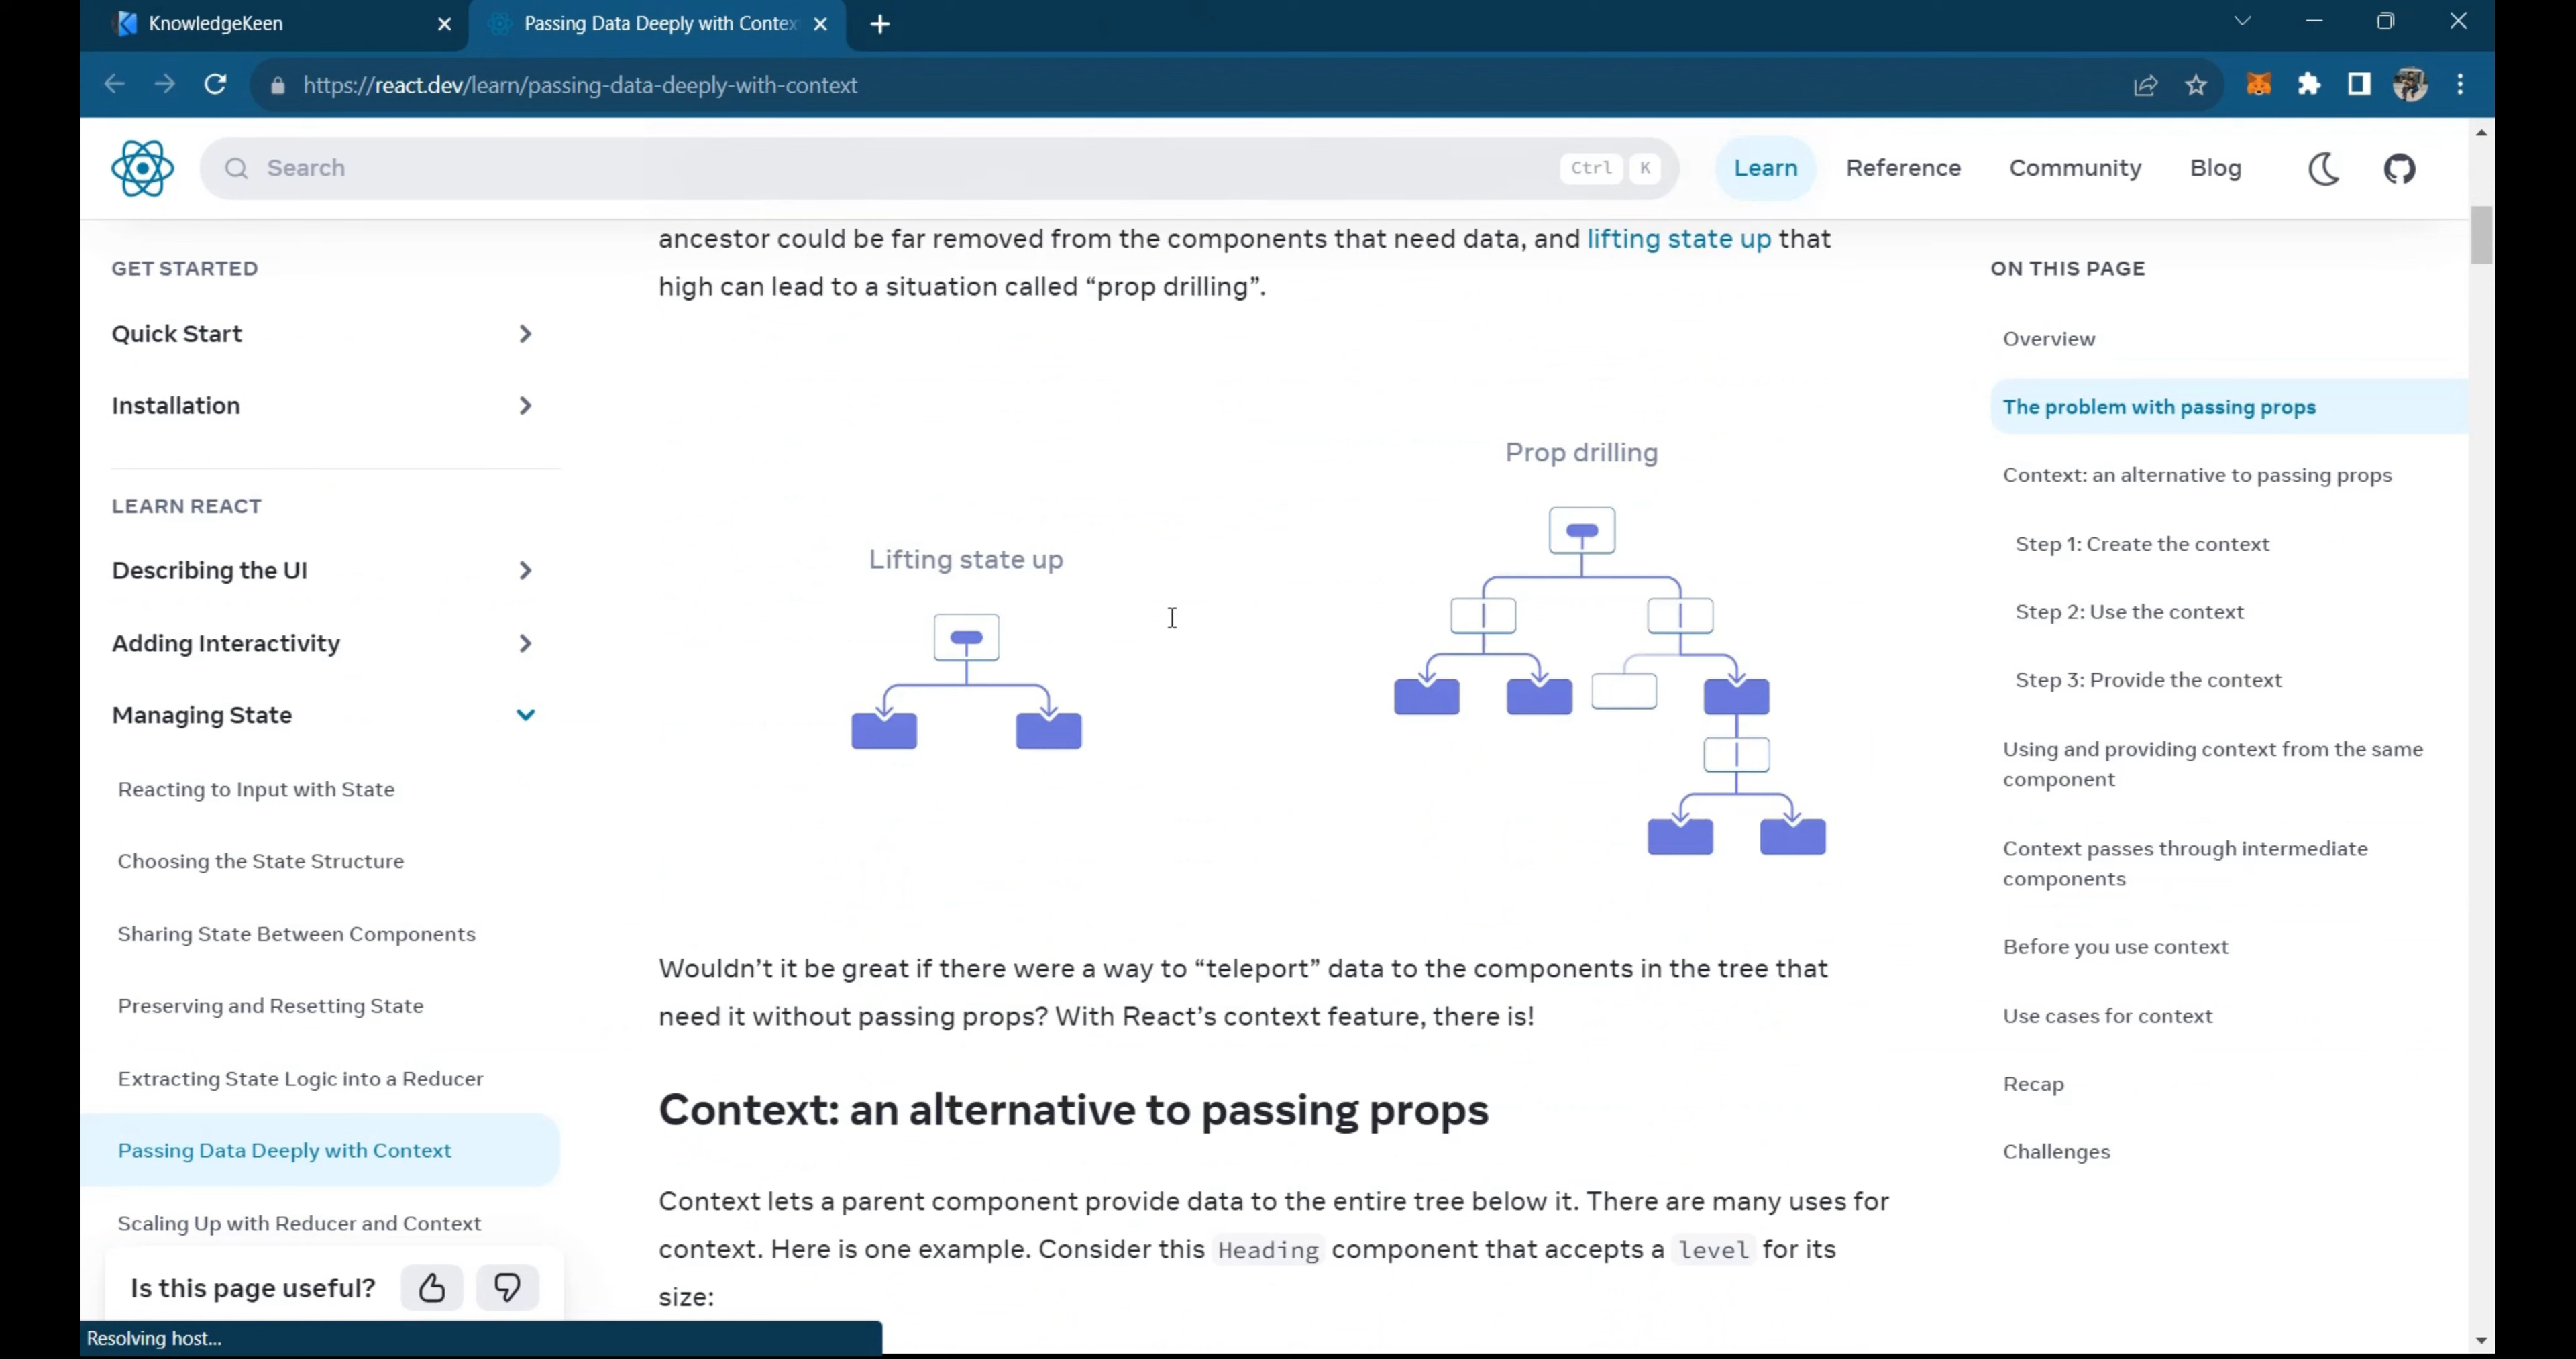 KnowledgeKeen
Passing Data Deeply with Contex
https://react.dev/learn/passing-data-deeply-with-context
Search
Ctrl K
Learn
Reference
Community
Blog
GET STARTED
Quick Start
Installation
LEARN REACT
Describing the UI
Adding Interactivity
Managing State
Reacting to Input with State
Choosing the State Structure
Sharing State Between Components
Preserving and Resetting State
Extracting State Logic into a Reducer
Passing Data Deeply with Context
Scaling Up with Reducer and Context
Is this page useful?
Resolving host...
ancestor could be far removed from the components that need data, and lifting state up that
high can lead to a situation called “prop drilling”.
Lifting state up
Prop drilling
Wouldn’t it be great if there were a way to “teleport” data to the components in the tree that
need it without passing props? With React’s context feature, there is!
Context: an alternative to passing props
Context lets a parent component provide data to the entire tree below it. There are many uses for
context. Here is one example. Consider this Heading component that accepts a level for its
size:
ON THIS PAGE
Overview
The problem with passing props
Context: an alternative to passing props
Step 1: Create the context
Step 2: Use the context
Step 3: Provide the context
Using and providing context from the same
component
Context passes through intermediate
components
Before you use context
Use cases for context
Recap
Challenges